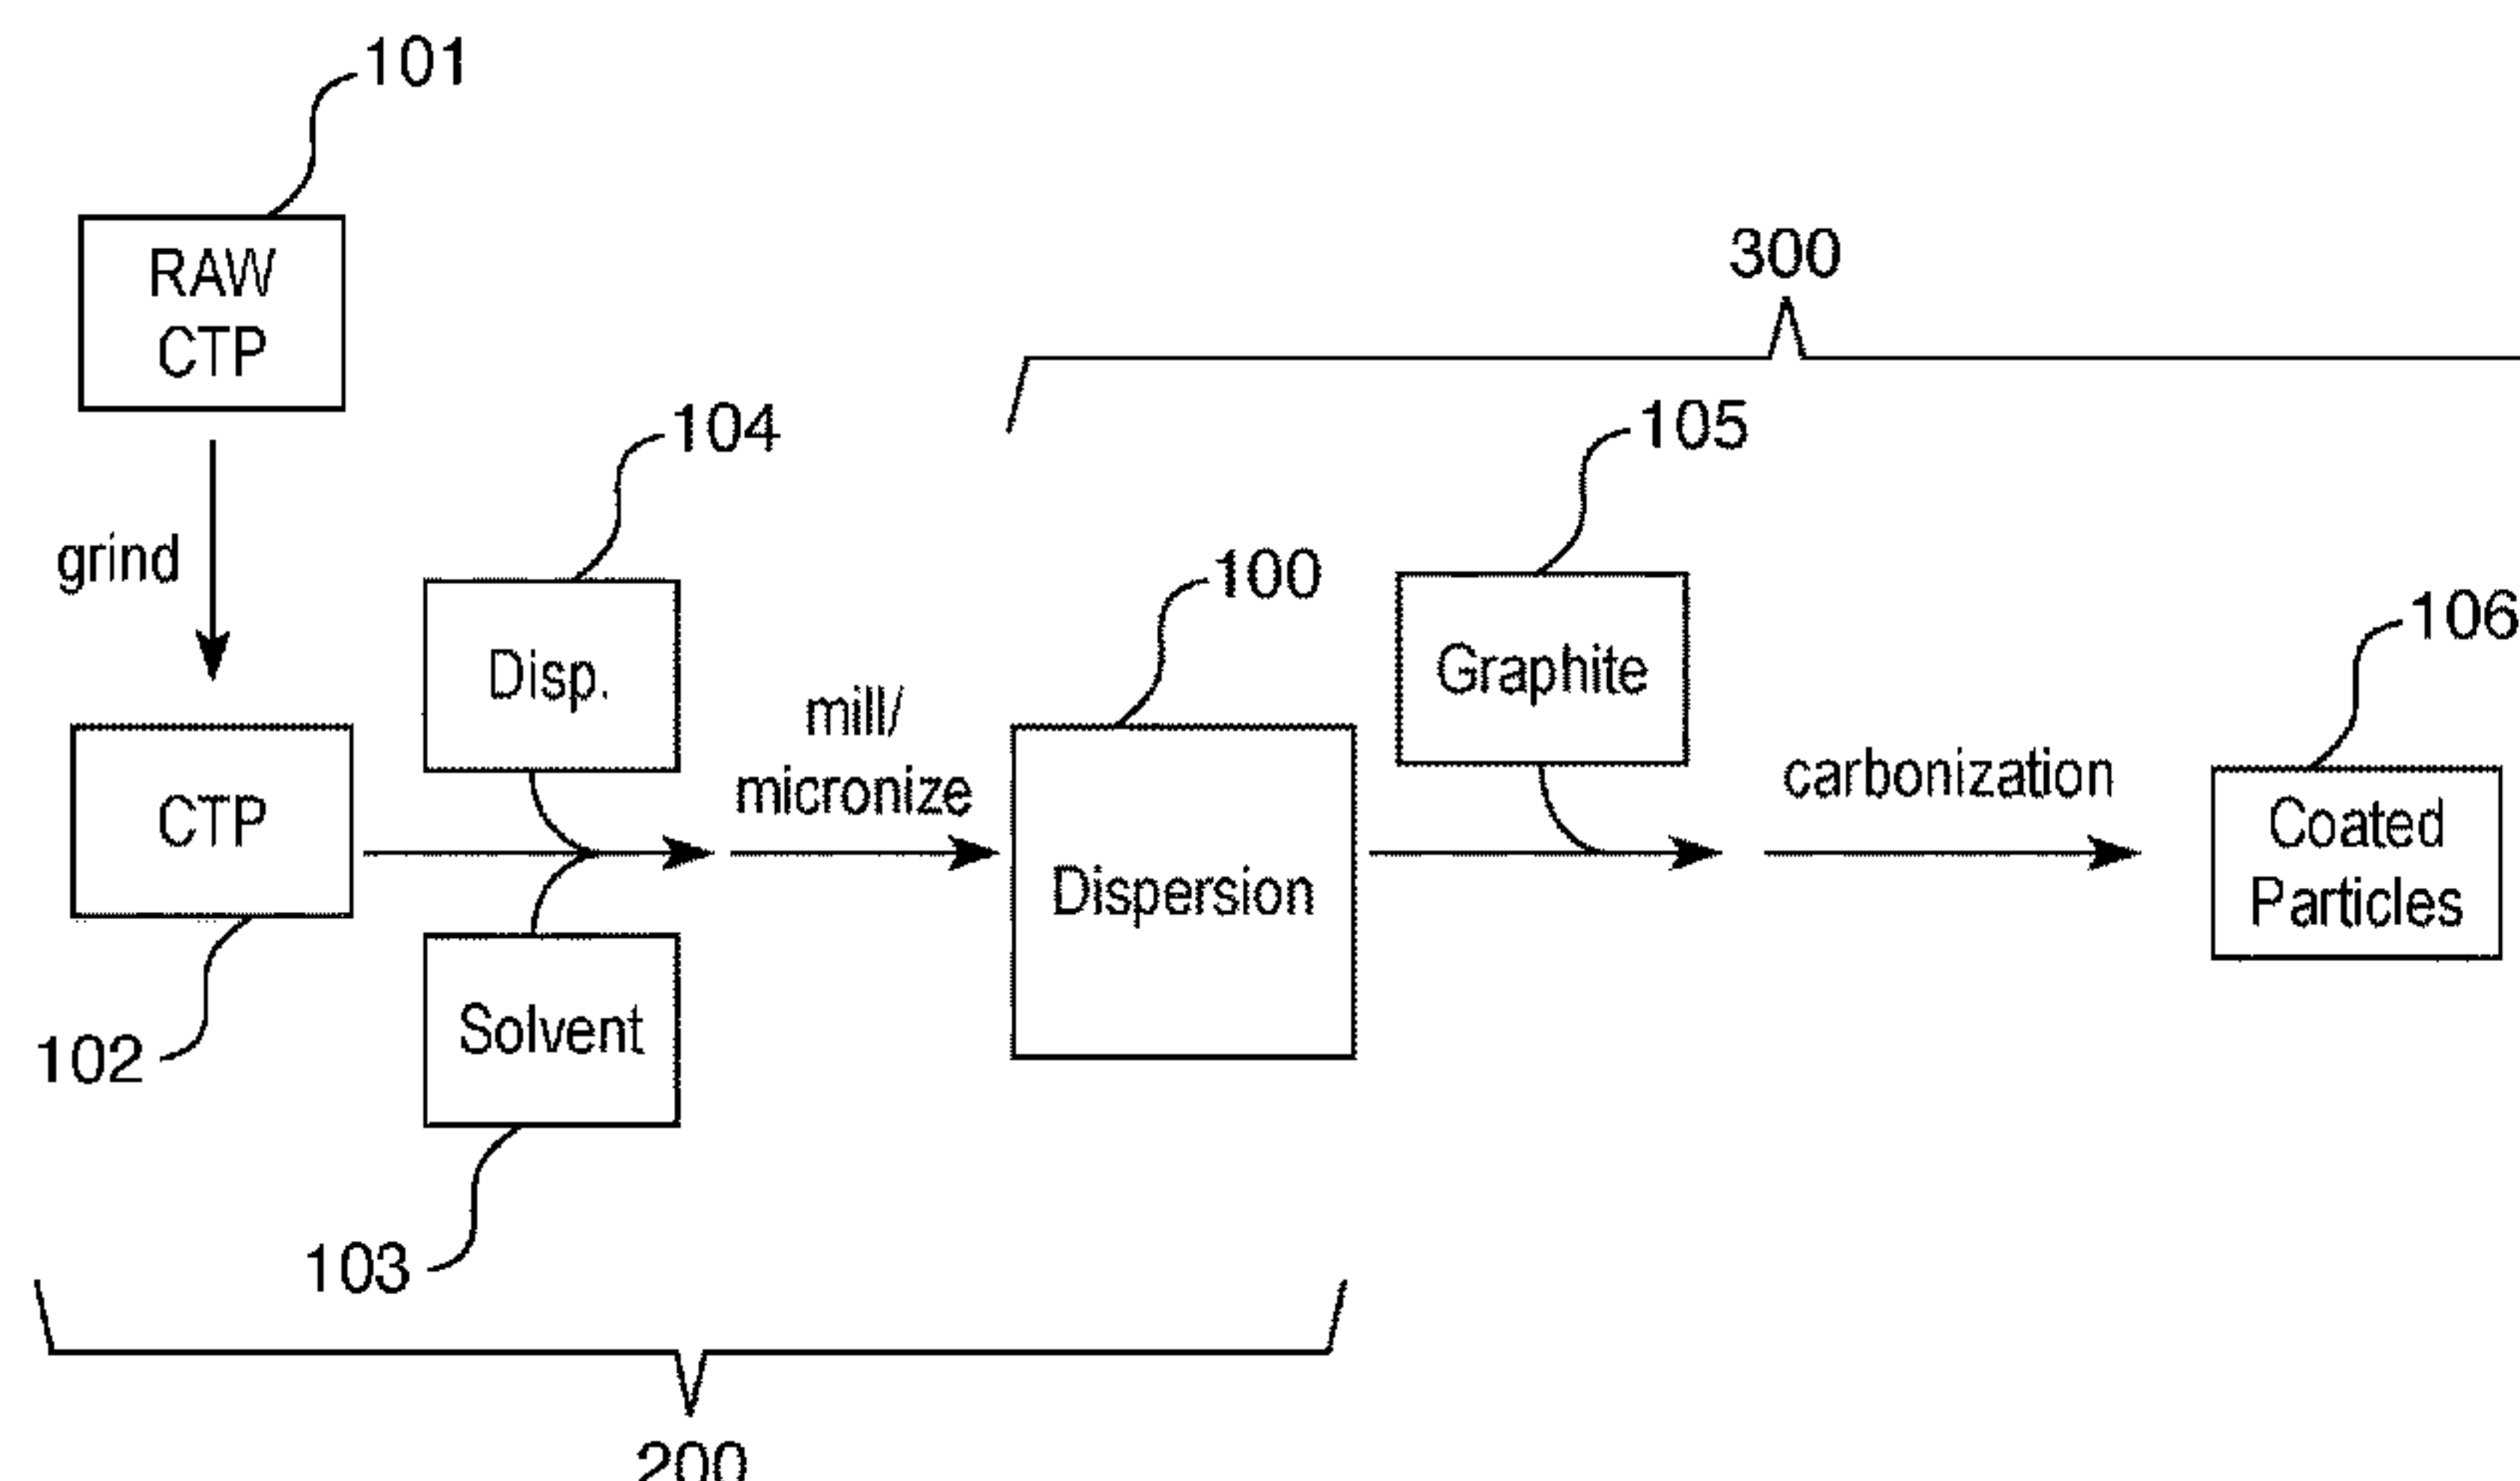 101
RAW
CTP
300
104
105
grind
100
106
Disp.
Graphite
mill/
micronize
carbonization
CTP
Dispersion
Coated
Particles
Solvent
102
103
200